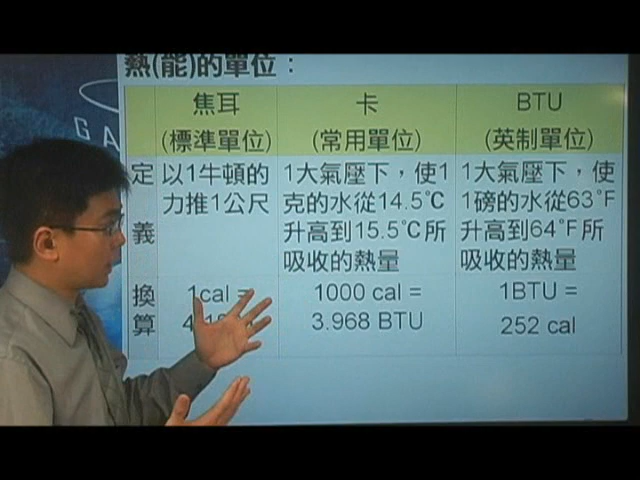 熱(能)的單位：
GA
焦耳 卡 BTU
(標準單位) (常用單位) (英制單位)
定 以1牛頓的 1大氣壓下，使1 1大氣壓下，使
力推1公尺 克的水從14.5℃ 1磅的水從63°F
義 升高到15.5℃所 升高到64°F所
吸收的熱量 吸收的熱量
換 1cal = 1000 cal = 1BTU =
算 3.968 BTU 252 cal